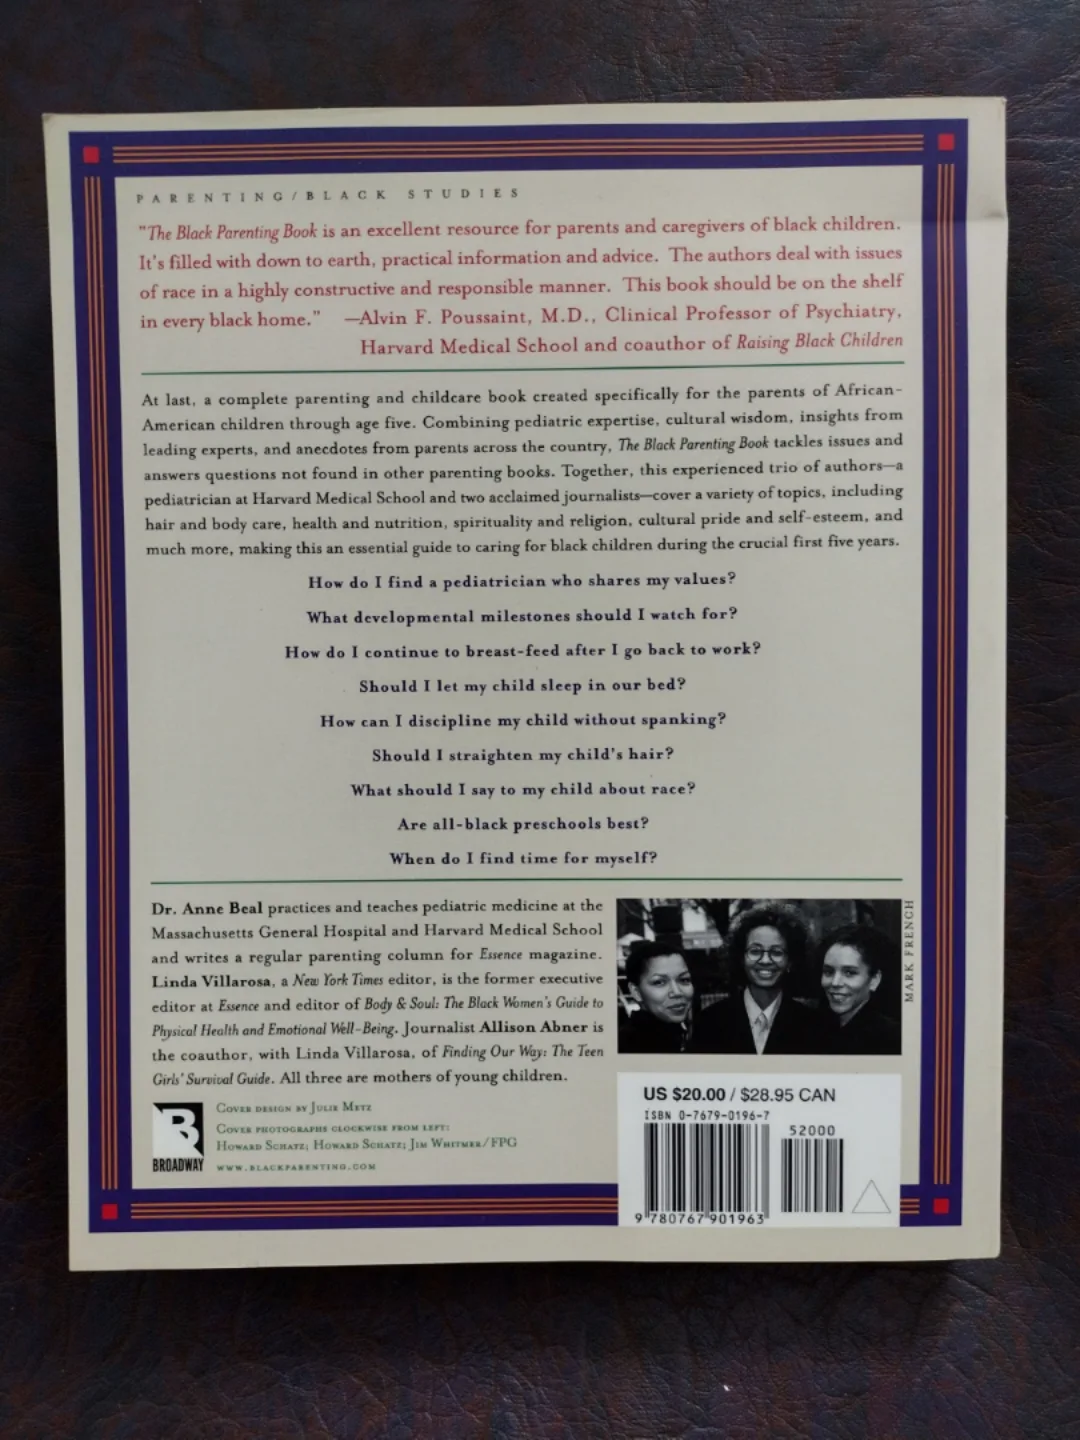 PARENTING/BLACK STUDIES
"The Black Parenting Book is an excellent resource for parents and caregivers of black children.
It's filled with down to earth, practical information and advice. The authors deal with issues
of race in a highly constructive and responsible manner. This book should be on the shelf
in every black home." —Alvin F. Poussaint, M.D., Clinical Professor of Psychiatry,
Harvard Medical School and coauthor of Raising Black Children
At last, a complete parenting and childcare book created specifically for the parents of African-
American children through age five. Combining pediatric expertise, cultural wisdom, insights from
leading experts, and anecdotes from parents across the country, The Black Parenting Book tackles issues and
answers questions not found in other parenting books. Together, this experienced trio of authors—a
pediatrician at Harvard Medical School and two acclaimed journalists—cover a variety of topics, including
hair and body care, health and nutrition, spirituality and religion, cultural pride and self-esteem, and
much more, making this an essential guide to caring for black children during the crucial first five years.
How do I find a pediatrician who shares my values?
What developmental milestones should I watch for?
How do I continue to breast-feed after I go back to work?
Should I let my child sleep in our bed?
How can I discipline my child without spanking?
Should I straighten my child's hair?
What should I say to my child about race?
Are all-black preschools best?
When do I find time for myself?
Dr. Anne Beal practices and teaches pediatric medicine at the
Massachusetts General Hospital and Harvard Medical School
and writes a regular parenting column for Essence magazine.
Linda Villarosa, a New York Times editor, is the former executive
editor at Essence and editor of Body & Soul: The Black Women's Guide to
Physical Health and Emotional Well-Being. Journalist Allison Abner is
the coauthor, with Linda Villarosa, of Finding Our Way: The Teen
Girls' Survival Guide. All three are mothers of young children.
MARK FRENCH
B
BROADWAY
Cover design by Julie Metz
Cover photographs clockwise from left:
Howard Schatz; Howard Schatz; Jim Whitmer/FPG
www.blackparenting.com
US $20.00 / $28.95 CAN
ISBN 0-7679-0196-7
52000
9 780767 901963